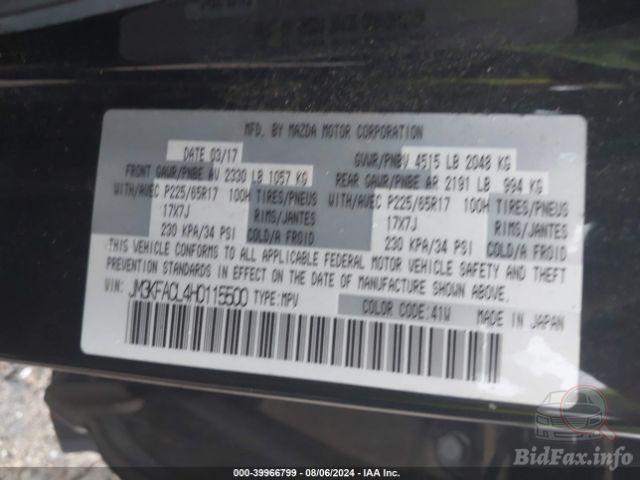 MFG. BY MAZDA MOTOR CORPORATION
DATE 03/17 GVWR/PNBV 4515 LB 2048 KG
FRONT GAWR/PNBE AV 2330 LB 1057 KG REAR GAWR/PNBE AR 2191 LB 994 KG
WITH/AVEC P225/65R17 100H TIRES/PNEUS WITH/AVEC P225/65R17 100H TIRES/PNEUS
17X7J RIMS/JANTES 17X7J RIMS/JANTES
230 KPA/34 PSI COLD/A FROID 230 KPA/34 PSI COLD/A FROID
THIS VEHICLE CONFORMS TO ALL APPLICABLE FEDERAL MOTOR VEHICLE SAFETY AND THEFT
PREVENTION STANDARDS IN EFFECT ON THE DATE OF MANUFACTURE SHOWN ABOVE.
VIN: JM3KFACL4H0115500 TYPE:MPV COLOR CODE:41W MADE IN JAPAN
BidFax.info
000-39966799 - 08/06/2024 - IAA Inc.